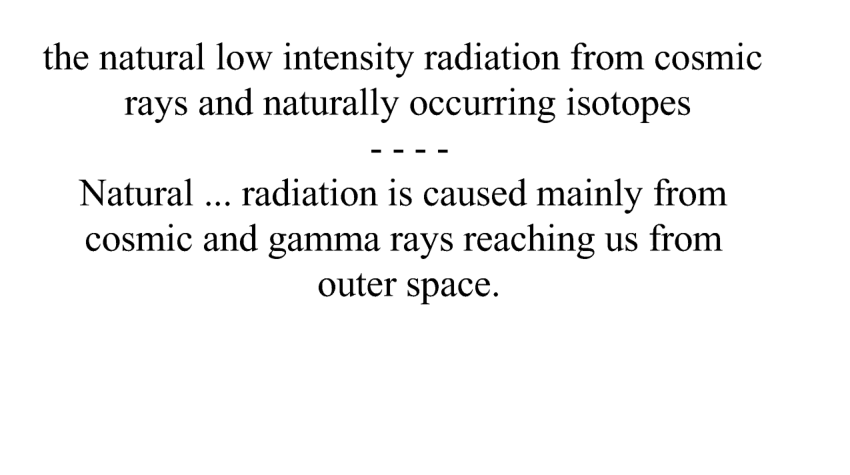 the natural low intensity radiation from cosmic
rays and naturally occurring isotopes
- - - -
Natural ... radiation is caused mainly from
cosmic and gamma rays reaching us from
outer space.